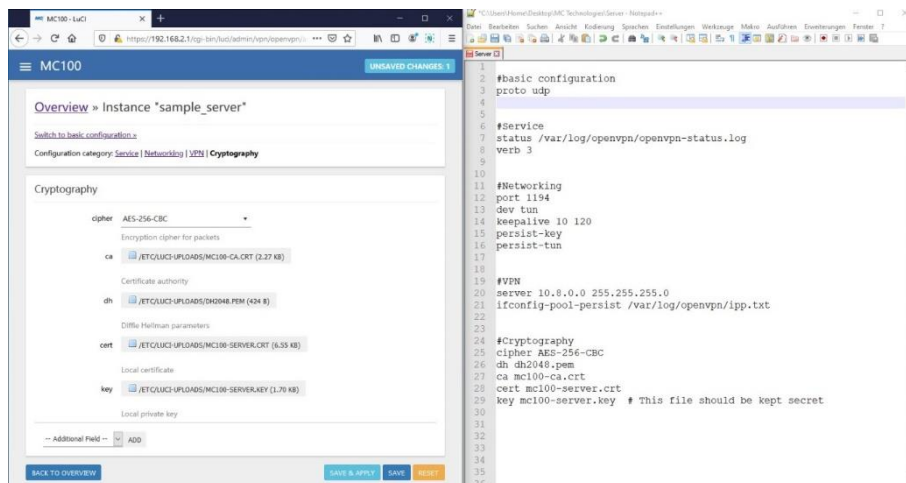 MC100 - LuCI
https://192.168.2.1/cgi-bin/luci/admin/vpn/openvpn/
MC100
UNSAVED CHANGES: 1
Overview » Instance "sample_server"
Switch to basic configuration »
Configuration category: Service | Networking | VPN | Cryptography
Cryptography
cipher AES-256-CBC
Encryption cipher for packets
ca /ETC/LUCI-UPLOADS/MC100-CA.CRT (2.27 KB)
Certificate authority
dh /ETC/LUCI-UPLOADS/DH2048.PEM (424 B)
Diffie Hellman parameters
cert /ETC/LUCI-UPLOADS/MC100-SERVER.CRT (6.55 KB)
Local certificate
key /ETC/LUCI-UPLOADS/MC100-SERVER.KEY (1.70 KB)
Local private key
-- Additional Field -- ADD
BACK TO OVERVIEW
SAVE & APPLY SAVE RESET
*C:\Users\Home\Desktop\MC Technologies\Server - Notepad++
Datei Bearbeiten Suchen Ansicht Kodierung Sprachen Einstellungen Werkzeuge Makro Ausführen Erweiterungen Fenster ?
Server
1
2 #basic configuration
3 proto udp
4
5
6 #Service
7 status /var/log/openvpn/openvpn-status.log
8 verb 3
9
10
11 #Networking
12 port 1194
13 dev tun
14 keepalive 10 120
15 persist-key
16 persist-tun
17
18
19 #VPN
20 server 10.8.0.0 255.255.255.0
21 ifconfig-pool-persist /var/log/openvpn/ipp.txt
22
23
24 #Cryptography
25 cipher AES-256-CBC
26 dh dh2048.pem
27 ca mc100-ca.crt
28 cert mc100-server.crt
29 key mc100-server.key # This file should be kept secret
30
31
32
33
34
35